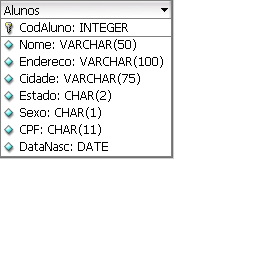 Alunos
CodAluno: INTEGER
Nome: VARCHAR(50)
Endereco: VARCHAR(100)
Cidade: VARCHAR(75)
Estado: CHAR(2)
Sexo: CHAR(1)
CPF: CHAR(11)
DataNasc: DATE